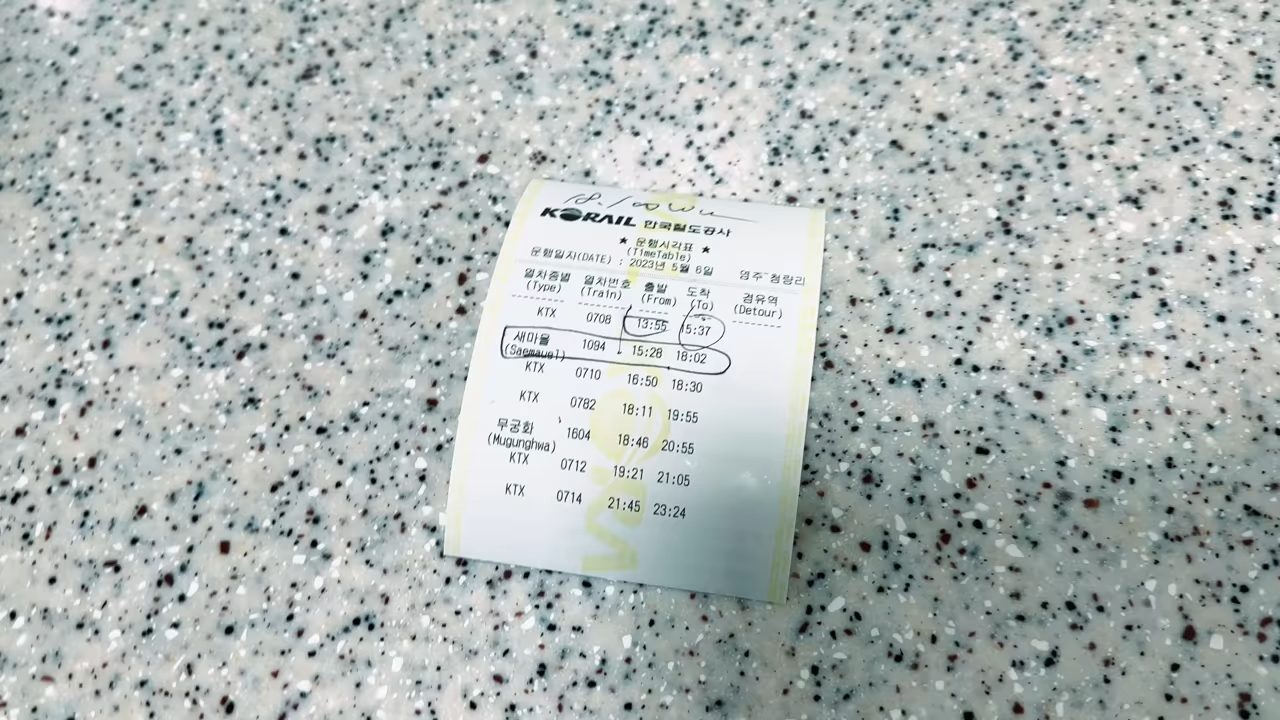 KORAIL 한국철도공사
★ 운행시각표 ★
(TimeTable)
운행일자(DATE) : 2023년 5월 6일 영주~청량리
열차종별 열차번호 출발 도착 경유역
(Type) (Train) (From) (To) (Detour)
KTX 0708 13:55 15:37
새마을 1094 15:28 18:02
(Saemauel)
KTX 0710 16:50 18:30
KTX 0782 18:11 19:55
무궁화 1604 18:46 20:55
(Mugunghwa)
KTX 0712 19:21 21:05
KTX 0714 21:45 23:24